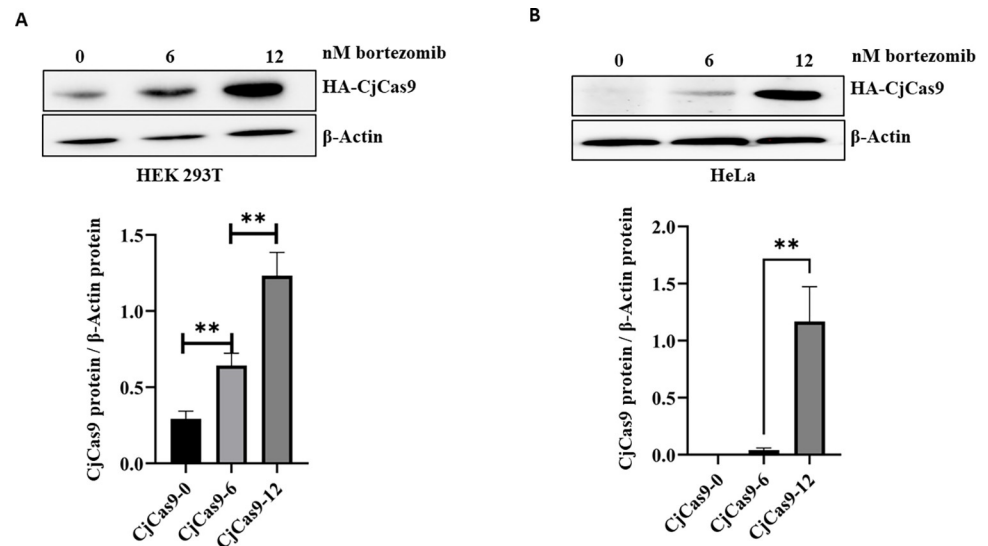 A
0 6 12 nM bortezomib
HA-CjCas9
β-Actin
HEK 293T
CjCas9 protein / β-Actin protein
1.5
1.0
0.5
0.0
**
**
CjCas9-0
CjCas9-6
CjCas9-12
B
0 6 12 nM bortezomib
HA-CjCas9
β-Actin
HeLa
CjCas9 protein / β-Actin protein
2.0
1.5
1.0
0.5
0.0
**
CjCas9-0
CjCas9-6
CjCas9-12